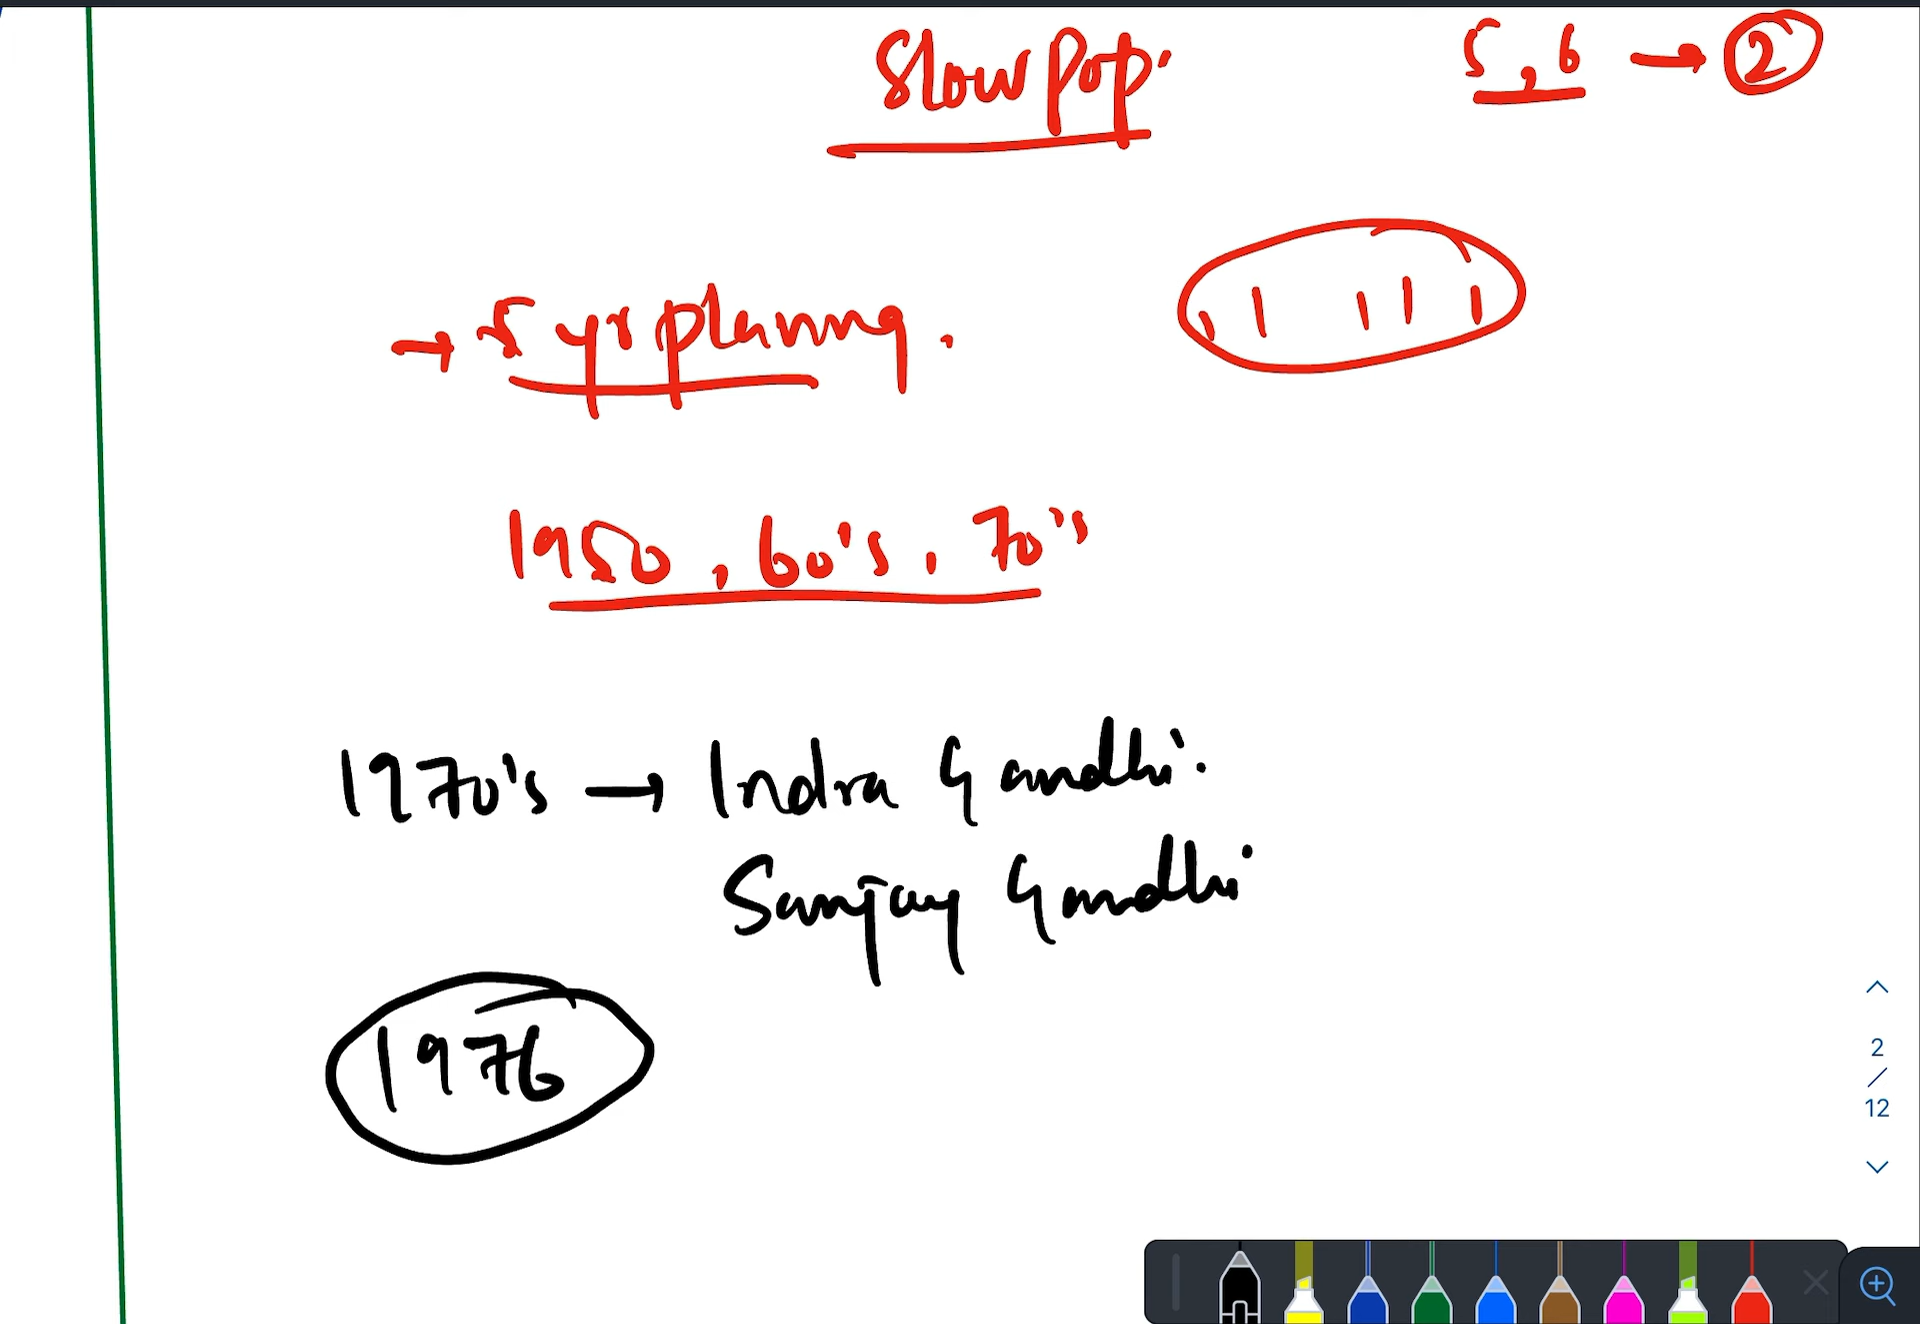 Slow Pop.
5, 6 → 2
→ 5 yr planning.
1950, 60's, 70's
1970's → Indra Gandhi.
Sanjay Gandhi
1976
2
/
12